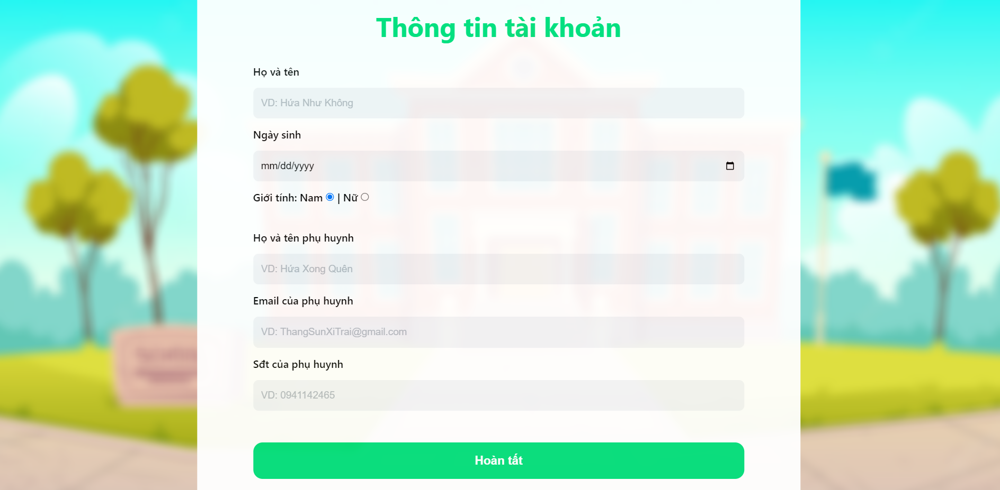 Thông tin tài khoản
Họ và tên
VD: Hứa Như Không
Ngày sinh
mm/dd/yyyy
Giới tính: Nam | Nữ
Họ và tên phụ huynh
VD: Hứa Xong Quên
Email của phụ huynh
VD: ThangSunXiTrai@gmail.com
Sđt của phụ huynh
VD: 0941142465
Hoàn tất